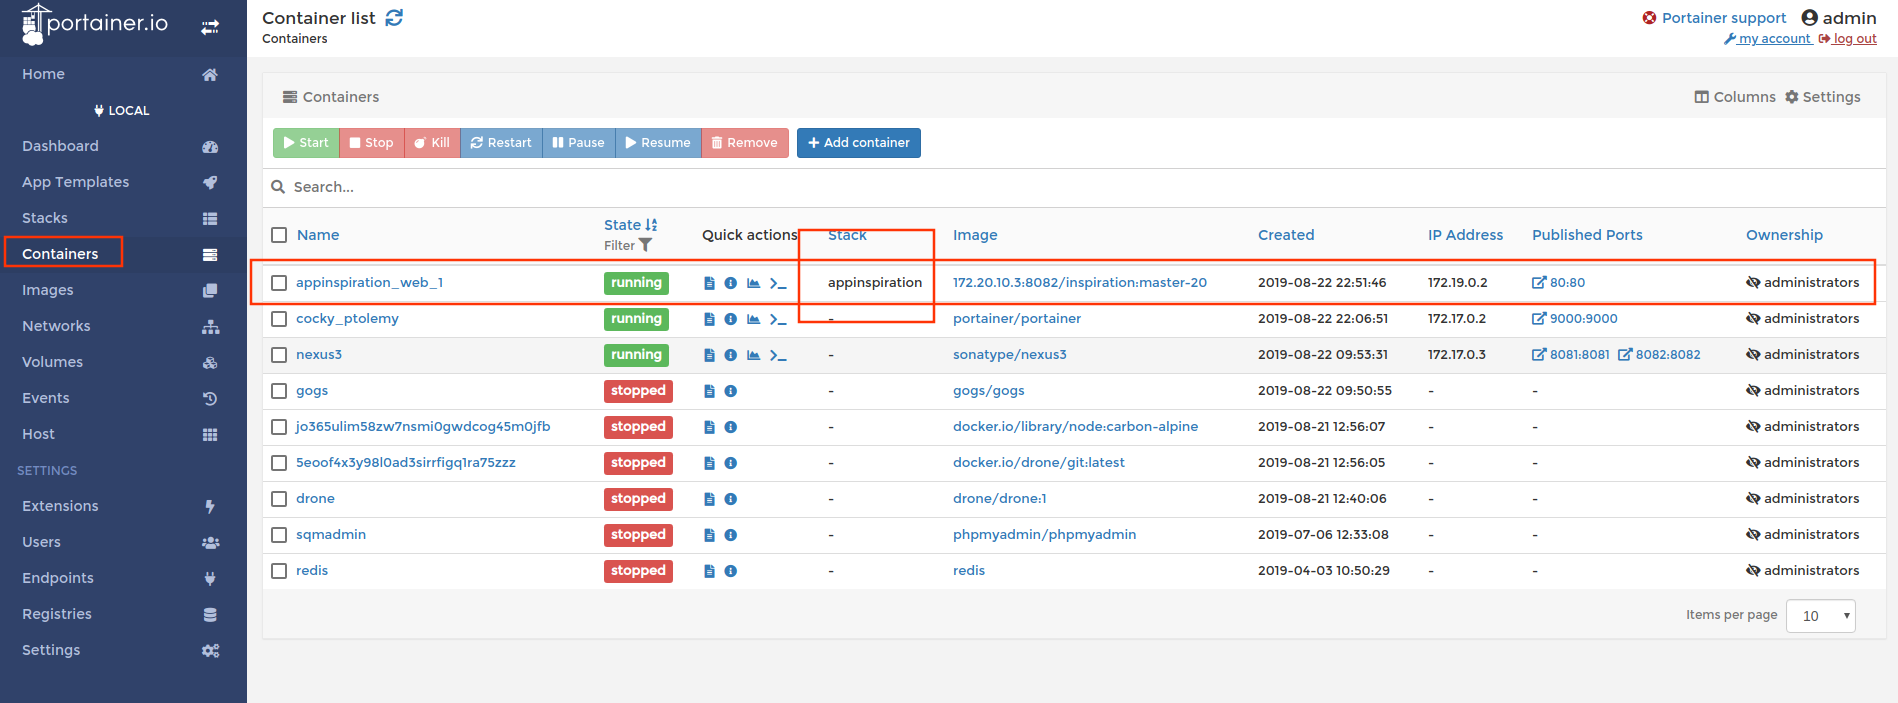 portainer.io
Home
LOCAL
Dashboard
App Templates
Stacks
Containers
Images
Networks
Volumes
Events
Host
SETTINGS
Extensions
Users
Endpoints
Registries
Settings
Container list
Containers
Portainer support admin
my account log out
Containers
Columns Settings
Start Stop Kill Restart Pause Resume Remove Add container
Search...
Name State Filter Quick actions Stack Image Created IP Address Published Ports Ownership
appinspiration_web_1 running appinspiration 172.20.10.3:8082/inspiration:master-20 2019-08-22 22:51:46 172.19.0.2 80:80 administrators
cocky_ptolemy running - portainer/portainer 2019-08-22 22:06:51 172.17.0.2 9000:9000 administrators
nexus3 running - sonatype/nexus3 2019-08-22 09:53:31 172.17.0.3 8081:8081 8082:8082 administrators
gogs stopped - gogs/gogs 2019-08-22 09:50:55 - - administrators
jo365ulim58zw7nsmi0gwdcog45m0jfb stopped - docker.io/library/node:carbon-alpine 2019-08-21 12:56:07 - - administrators
5eoof4x3y98l0ad3sirrfigq1ra75zzz stopped - docker.io/drone/git:latest 2019-08-21 12:56:05 - - administrators
drone stopped - drone/drone:1 2019-08-21 12:40:06 - - administrators
sqmadmin stopped - phpmyadmin/phpmyadmin 2019-07-06 12:33:08 - - administrators
redis stopped - redis 2019-04-03 10:50:29 - - administrators
Items per page 10